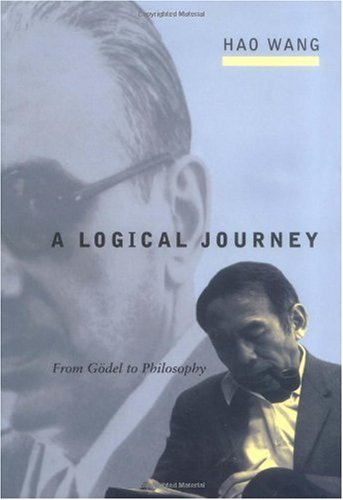 Copyrighted Material
HAO WANG
A LOGICAL JOURNEY
From Gödel to Philosophy
Copyrighted Material